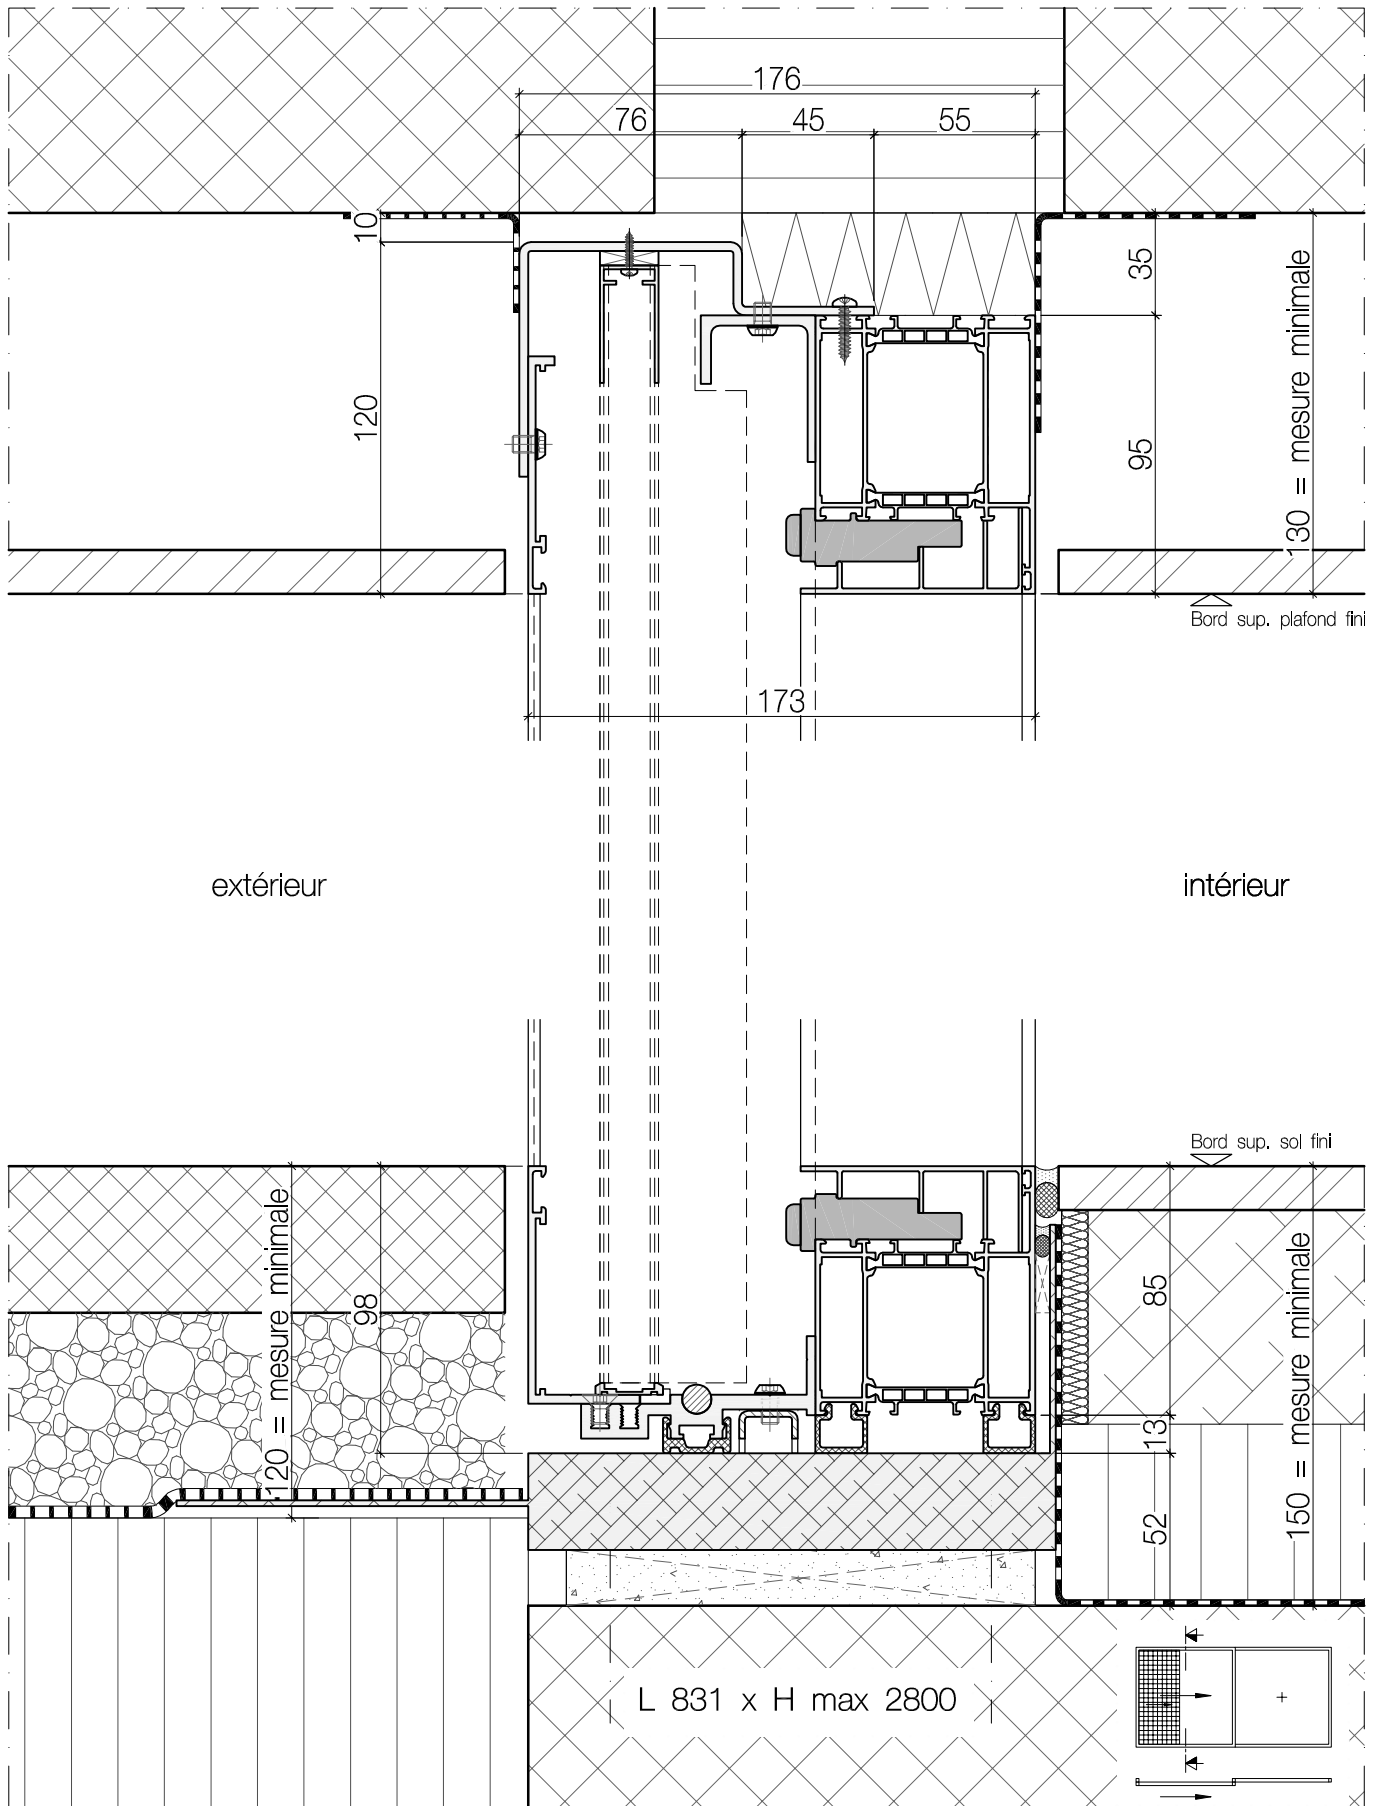 176
76
45
55
10
35
120
95
130 = mesure minimale
Bord sup. plafond fini
173
extérieur
intérieur
Bord sup. sol fini
98
120 = mesure minimale
85
13
52
150 = mesure minimale
L 831 x H max 2800